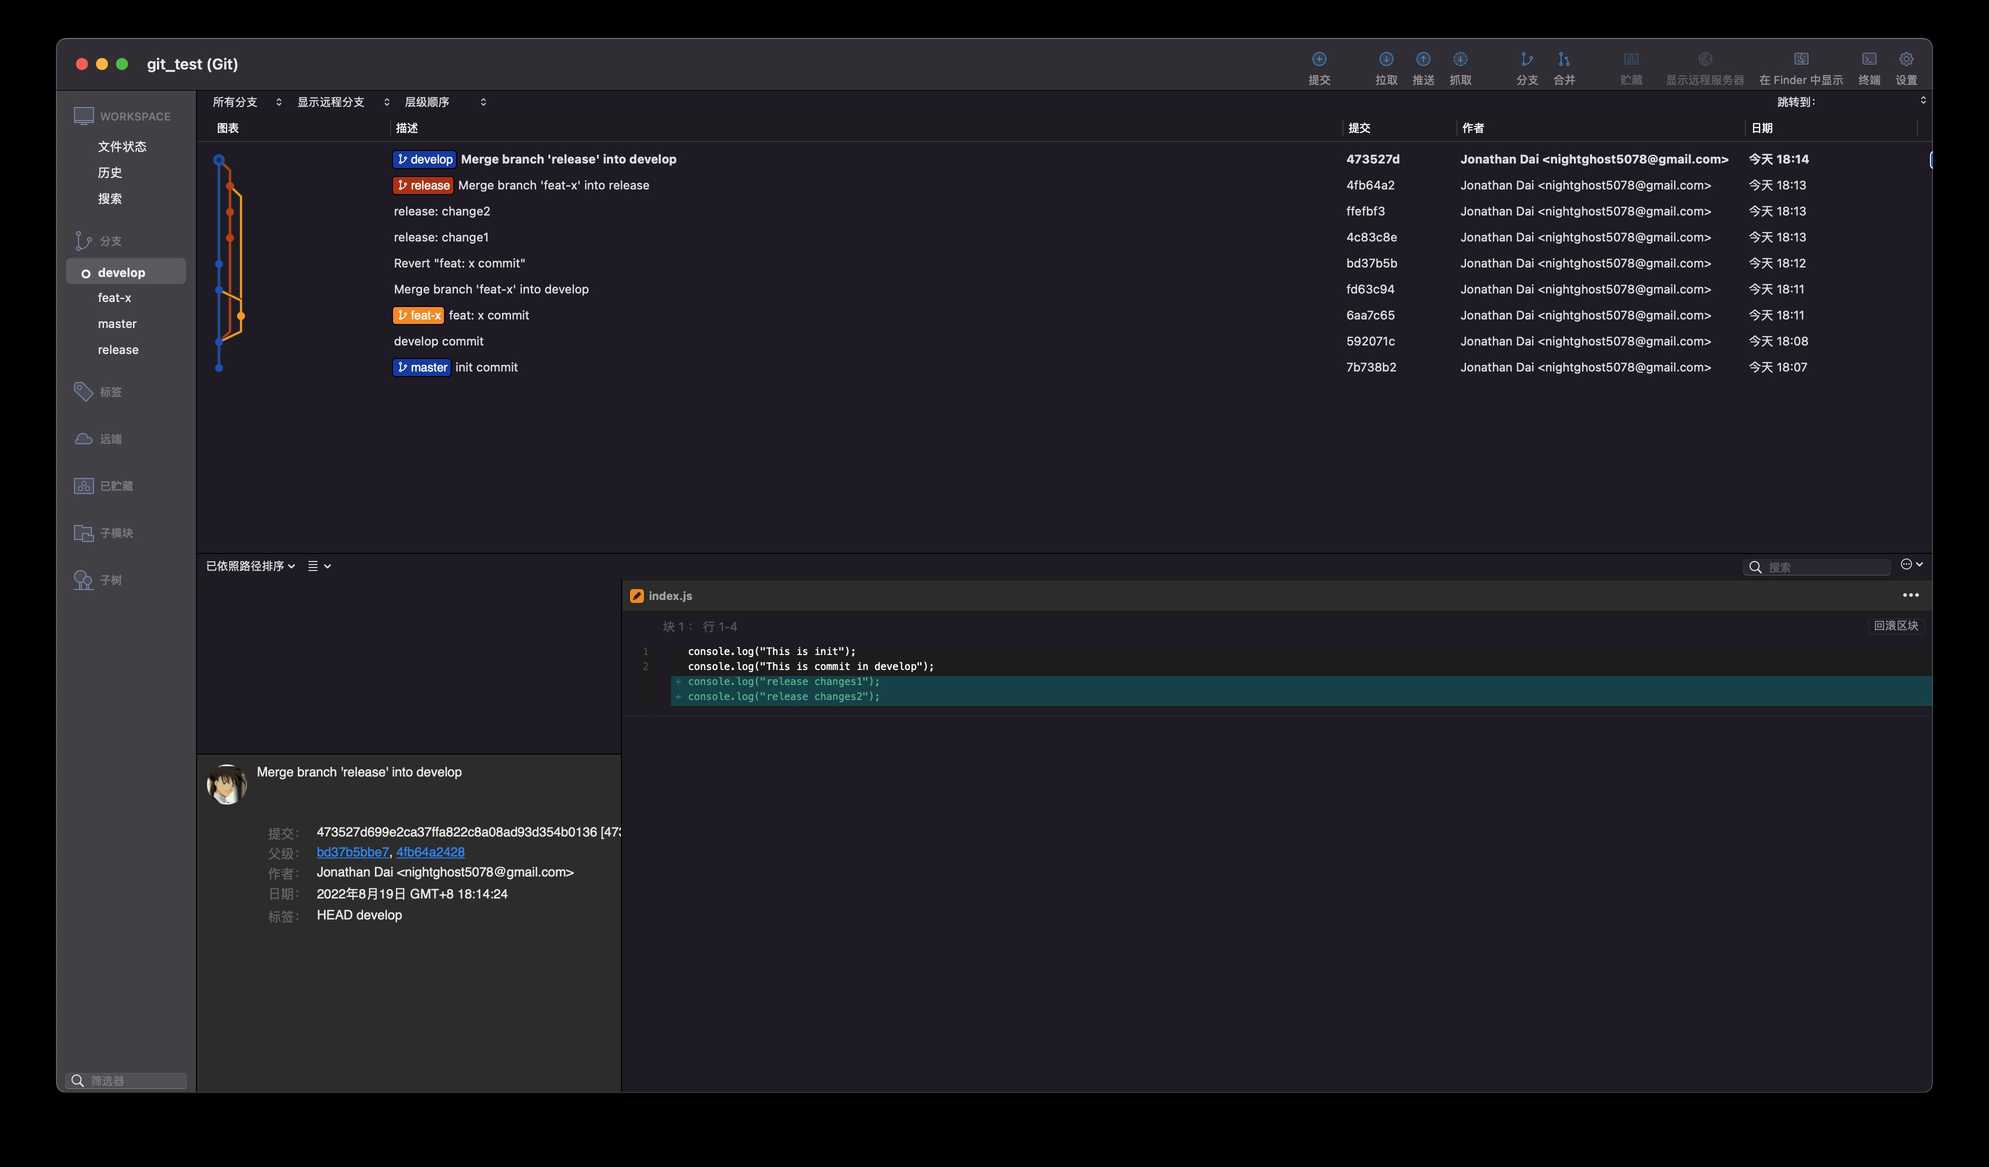 git_test (Git)
提交 拉取 推送 抓取 分支 合并 贮藏 显示远程服务器 在 Finder 中显示 终端 设置
WORKSPACE
文件状态
历史
搜索
分支
develop
feat-x
master
release
标签
远端
已贮藏
子模块
子树
筛选器
所有分支 显示远程分支 层级顺序 跳转到:
图表 描述 提交 作者 日期
develop Merge branch 'release' into develop 473527d Jonathan Dai <nightghost5078@gmail.com> 今天 18:14
release Merge branch 'feat-x' into release 4fb64a2 Jonathan Dai <nightghost5078@gmail.com> 今天 18:13
release: change2 ffefbf3 Jonathan Dai <nightghost5078@gmail.com> 今天 18:13
release: change1 4c83c8e Jonathan Dai <nightghost5078@gmail.com> 今天 18:13
Revert "feat: x commit" bd37b5b Jonathan Dai <nightghost5078@gmail.com> 今天 18:12
Merge branch 'feat-x' into develop fd63c94 Jonathan Dai <nightghost5078@gmail.com> 今天 18:11
feat-x feat: x commit 6aa7c65 Jonathan Dai <nightghost5078@gmail.com> 今天 18:11
develop commit 592071c Jonathan Dai <nightghost5078@gmail.com> 今天 18:08
master init commit 7b738b2 Jonathan Dai <nightghost5078@gmail.com> 今天 18:07
已依照路径排序 搜索
index.js
块 1： 行 1-4 回滚区块
1 console.log("This is init");
2 console.log("This is commit in develop");
+ console.log("release changes1");
+ console.log("release changes2");
Merge branch 'release' into develop
提交: 473527d699e2ca37ffa822c8a08ad93d354b0136 [473
父级: bd37b5bbe7, 4fb64a2428
作者: Jonathan Dai <nightghost5078@gmail.com>
日期: 2022年8月19日 GMT+8 18:14:24
标签: HEAD develop